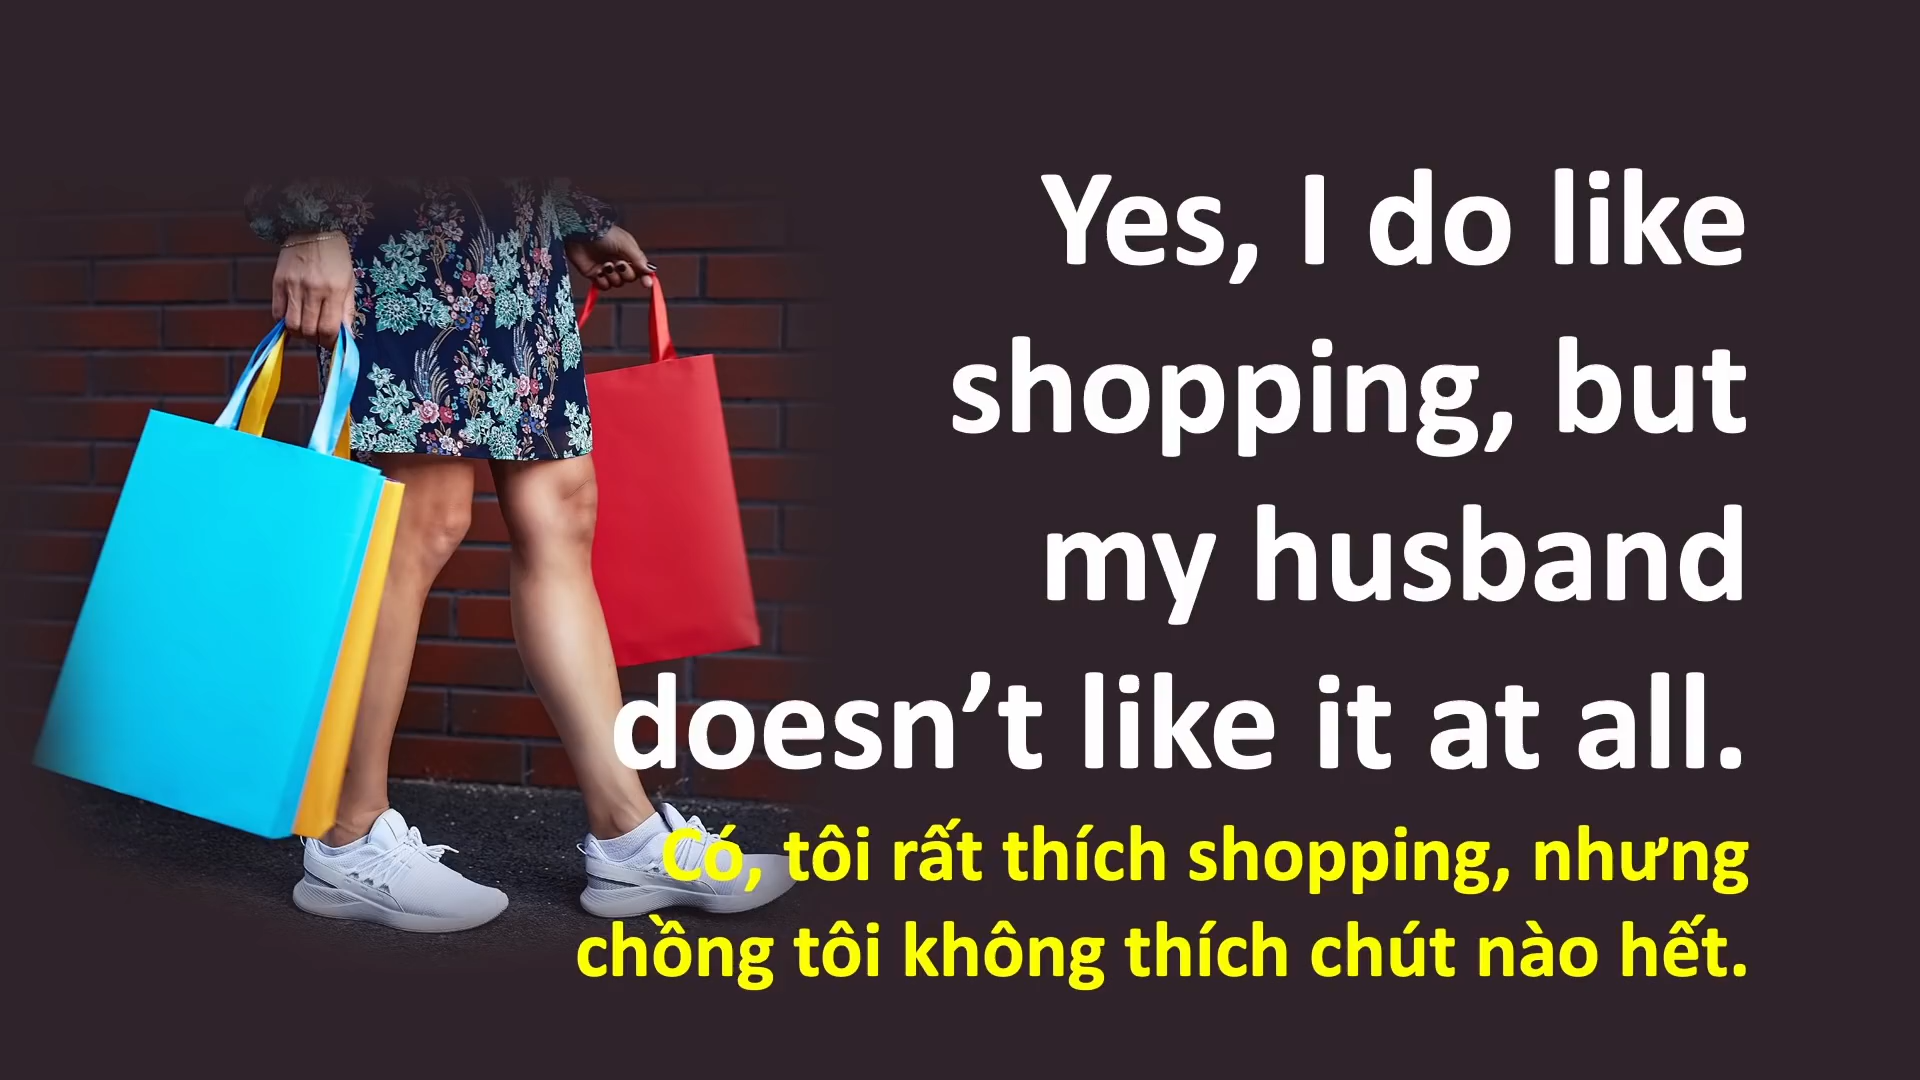 Yes, I do like
shopping, but
my husband
doesn’t like it at all.
Có, tôi rất thích shopping, nhưng
chồng tôi không thích chút nào hết.